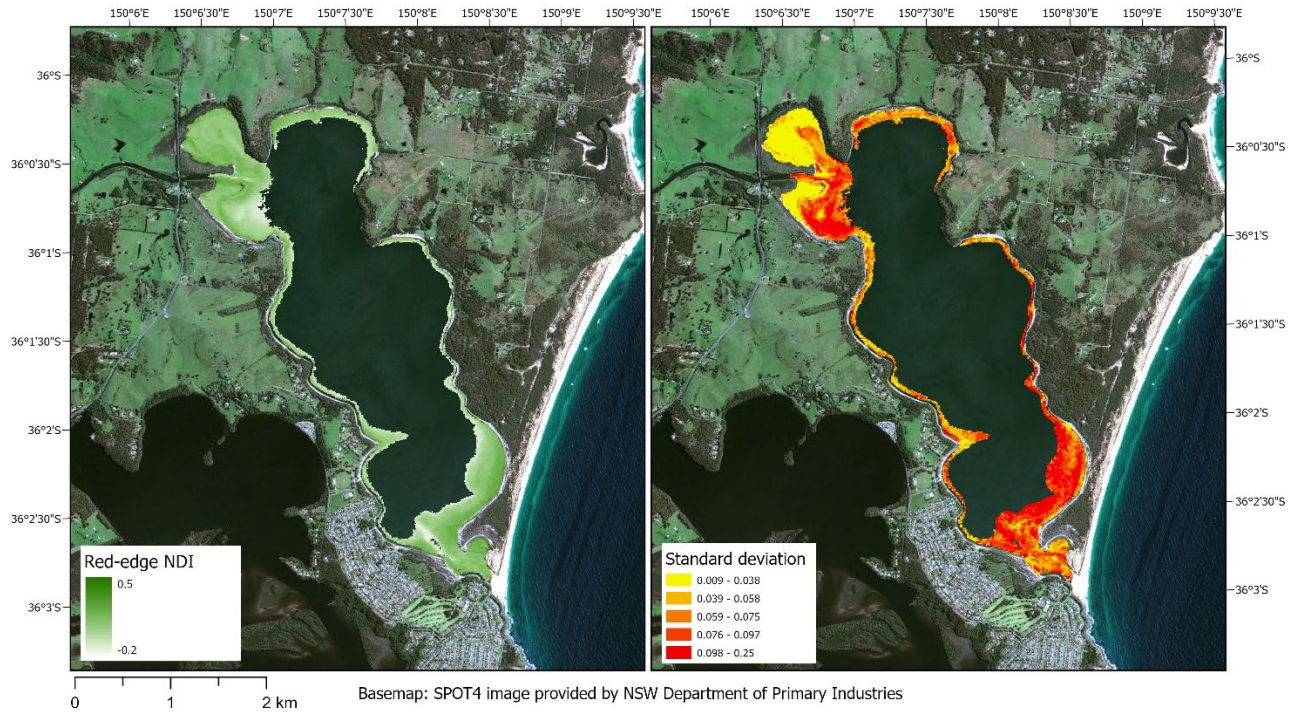 150°6'E 150°6'30"E 150°7'E 150°7'30"E 150°8'E 150°8'30"E 150°9'E 150°9'30"E
150°6'E 150°6'30"E 150°7'E 150°7'30"E 150°8'E 150°8'30"E 150°9'E 150°9'30"E
36°S
36°0'30"S
36°1'S
36°1'30"S
36°2'S
36°2'30"S
36°3'S
Red-edge NDI
0.5
-0.2
Standard deviation
0.009 - 0.038
0.039 - 0.058
0.059 - 0.075
0.076 - 0.097
0.098 - 0.25
36°S
36°0'30"S
36°1'S
36°1'30"S
36°2'S
36°2'30"S
36°3'S
0 1 2 km
Basemap: SPOT4 image provided by NSW Department of Primary Industries